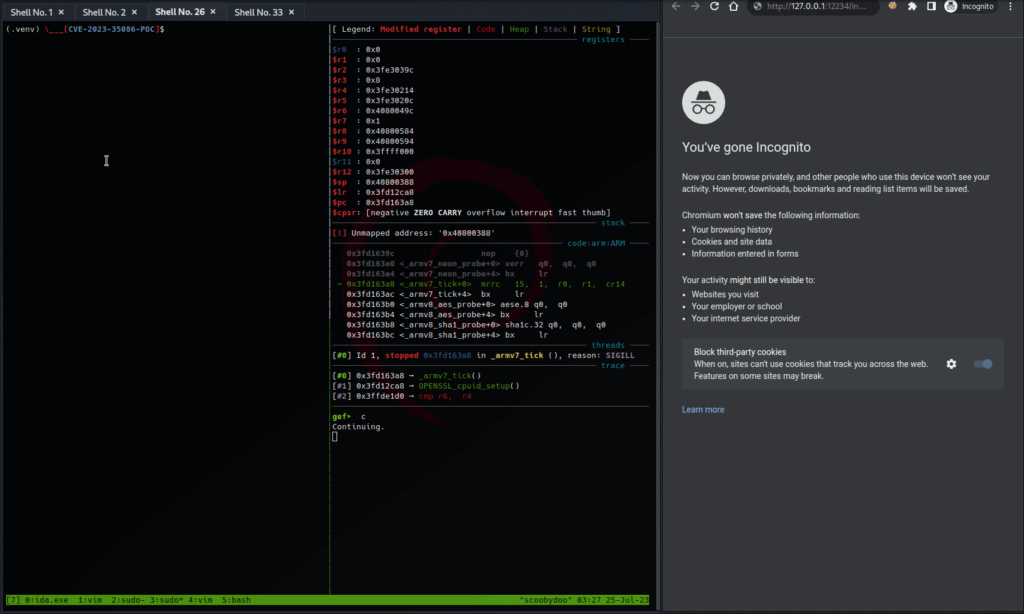 Shell No. 1 ×
Shell No. 2 ×
Shell No. 26 ×
Shell No. 33 ×
(.venv) \___[CVE-2023-35086-POC]$
[ Legend: Modified register | Code | Heap | Stack | String ]
registers
$r0 : 0x0
$r1 : 0x0
$r2 : 0x3fe3039c
$r3 : 0x8
$r4 : 0x3fe30214
$r5 : 0x3fe3020c
$r6 : 0x4080049c
$r7 : 0x1
$r8 : 0x40800584
$r9 : 0x40800594
$r10 : 0x3ffff000
$r11 : 0x0
$r12 : 0x3fe30300
$sp : 0x40800388
$lr : 0x3fd12ca8
$pc : 0x3fd163a8
$cpsr: [negative ZERO CARRY overflow interrupt fast thumb]
stack
[!] Unmapped address: '0x40800388'
code:arm:ARM
0x3fd1639c nop {0}
0x3fd163a0 <_armv7_neon_probe+0> vorr q0, q0, q0
0x3fd163a4 <_armv7_neon_probe+4> bx lr
→ 0x3fd163a8 <_armv7_tick+0> mrrc 15, 1, r0, r1, cr14
0x3fd163ac <_armv7_tick+4> bx lr
0x3fd163b0 <_armv8_aes_probe+0> aese.8 q0, q0
0x3fd163b4 <_armv8_aes_probe+4> bx lr
0x3fd163b8 <_armv8_sha1_probe+0> sha1c.32 q0, q0, q0
0x3fd163bc <_armv8_sha1_probe+4> bx lr
threads
[#0] Id 1, stopped 0x3fd163a8 in _armv7_tick (), reason: SIGILL
trace
[#0] 0x3fd163a8 → _armv7_tick()
[#1] 0x3fd12ca8 → OPENSSL_cpuid_setup()
[#2] 0x3ffde1d0 → cmp r6, r4
gef➤ c
Continuing.
[7] 0:ida.exe 1:vim 2:sudo- 3:sudo* 4:vim 5:bash
"scoobydoo" 03:27 25-Jul-23
http://127.0.0.1:12234/in...
Incognito
You've gone Incognito
Now you can browse privately, and other people who use this device won't see your
activity. However, downloads, bookmarks and reading list items will be saved.
Chromium won't save the following information:
• Your browsing history
• Cookies and site data
• Information entered in forms
Your activity might still be visible to:
• Websites you visit
• Your employer or school
• Your internet service provider
Block third-party cookies
When on, sites can't use cookies that track you across the web.
Features on some sites may break.
Learn more